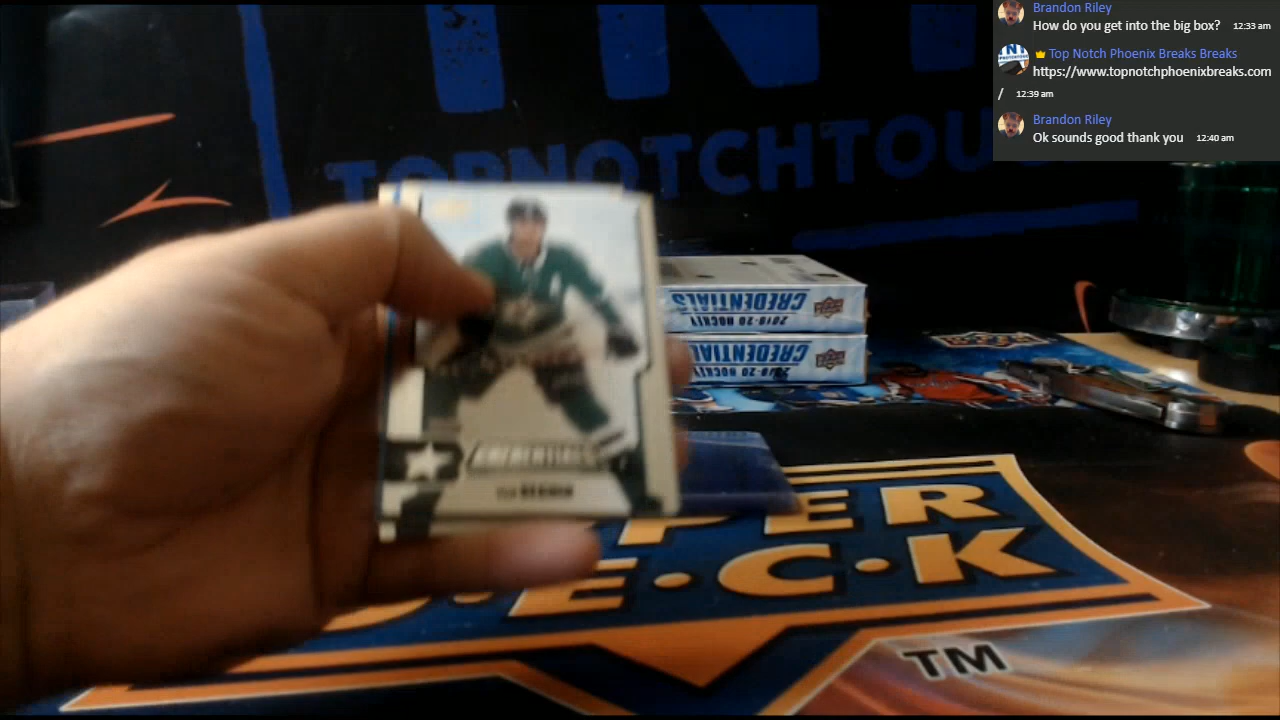 Brandon Riley
How do you get into the big box? 12:33 am
Top Notch Phoenix Breaks Breaks
https://www.topnotchphoenixbreaks.com
/ 12:39 am
Brandon Riley
Ok sounds good thank you 12:40 am
TNT
TOPNOTCHTOU
CREDENTIALS
2019-20 HOCKEY
CREDENTIALS
2019-20 HOCKEY
PER
D·E·C·K
TM